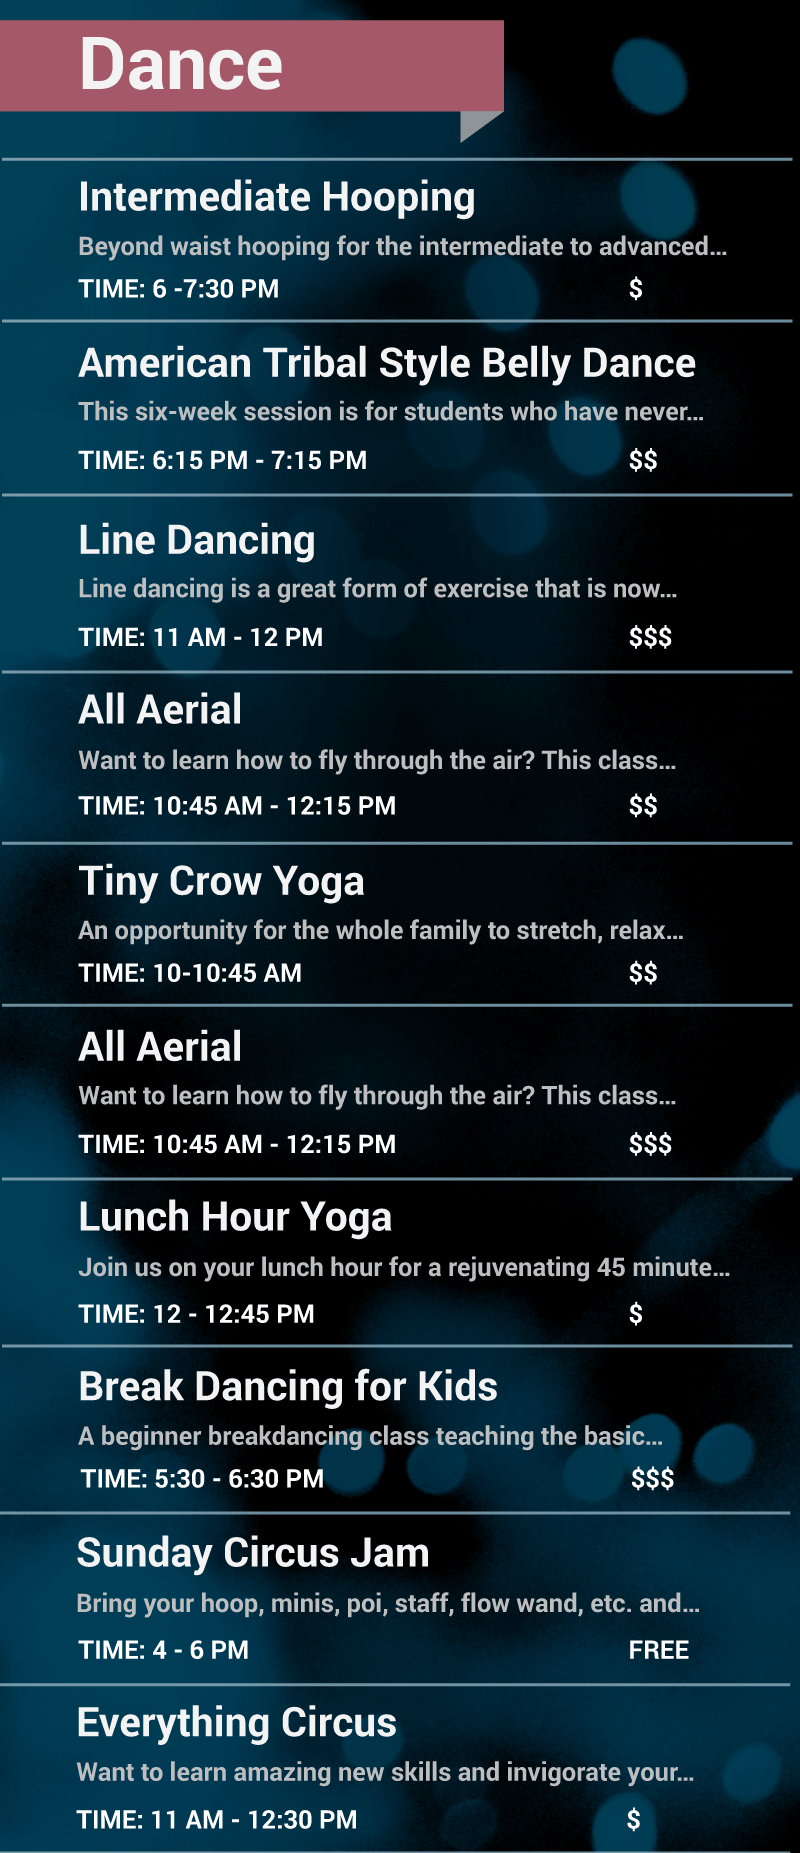 Dance
Intermediate Hooping
Beyond waist hooping for the intermediate to advanced...
TIME: 6 -7:30 PM $
American Tribal Style Belly Dance
This six-week session is for students who have never...
TIME: 6:15 PM - 7:15 PM $$
Line Dancing
Line dancing is a great form of exercise that is now...
TIME: 11 AM - 12 PM $$$
All Aerial
Want to learn how to fly through the air? This class...
TIME: 10:45 AM - 12:15 PM $$
Tiny Crow Yoga
An opportunity for the whole family to stretch, relax...
TIME: 10-10:45 AM $$
All Aerial
Want to learn how to fly through the air? This class...
TIME: 10:45 AM - 12:15 PM $$$
Lunch Hour Yoga
Join us on your lunch hour for a rejuvenating 45 minute...
TIME: 12 - 12:45 PM $
Break Dancing for Kids
A beginner breakdancing class teaching the basic...
TIME: 5:30 - 6:30 PM $$$
Sunday Circus Jam
Bring your hoop, minis, poi, staff, flow wand, etc. and...
TIME: 4 - 6 PM FREE
Everything Circus
Want to learn amazing new skills and invigorate your...
TIME: 11 AM - 12:30 PM $